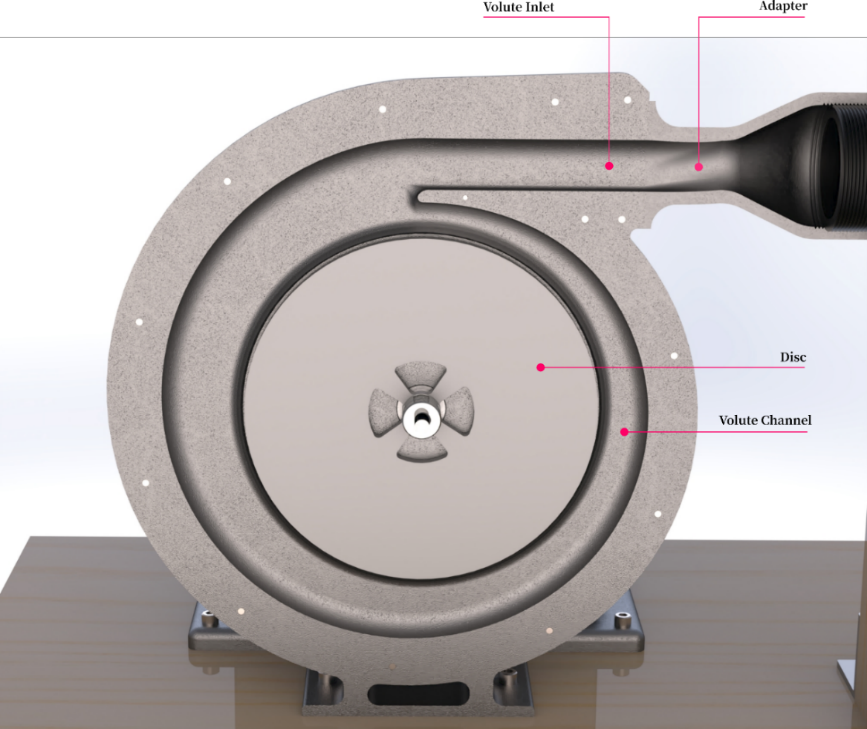 Volute Inlet
Adapter
Disc
Volute Channel